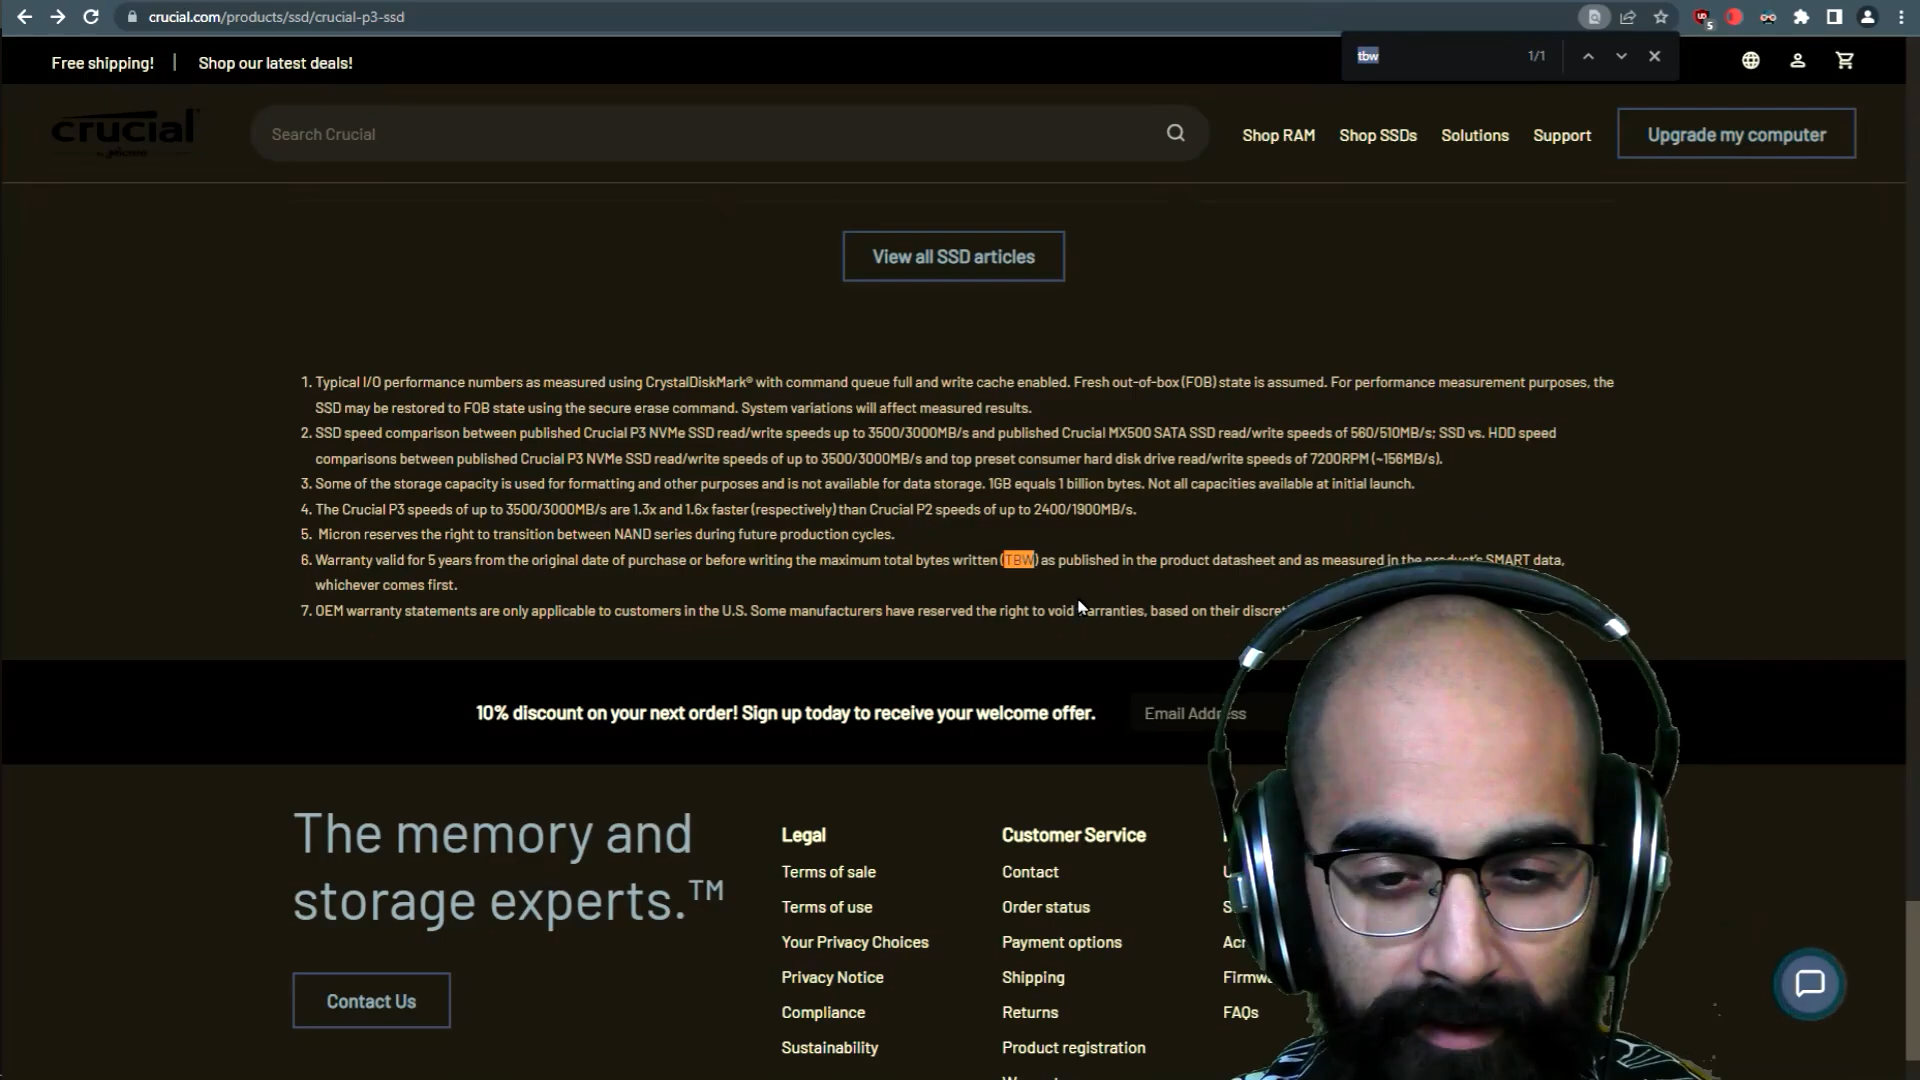 crucial.com/products/ssd/crucial-p3-ssd
5
tbw
1/1
Free shipping!
Shop our latest deals!
crucial
by Micron
Search Crucial
Shop RAM
Shop SSDs
Solutions
Support
Upgrade my computer
View all SSD articles
1. Typical I/O performance numbers as measured using CrystalDiskMark® with command queue full and write cache enabled. Fresh out-of-box (FOB) state is assumed. For performance measurement purposes, the
SSD may be restored to FOB state using the secure erase command. System variations will affect measured results.
2. SSD speed comparison between published Crucial P3 NVMe SSD read/write speeds up to 3500/3000MB/s and published Crucial MX500 SATA SSD read/write speeds of 560/510MB/s; SSD vs. HDD speed
comparisons between published Crucial P3 NVMe SSD read/write speeds of up to 3500/3000MB/s and top preset consumer hard disk drive read/write speeds of 7200RPM (~156MB/s).
3. Some of the storage capacity is used for formatting and other purposes and is not available for data storage. 1GB equals 1 billion bytes. Not all capacities available at initial launch.
4. The Crucial P3 speeds of up to 3500/3000MB/s are 1.3x and 1.6x faster (respectively) than Crucial P2 speeds of up to 2400/1900MB/s.
5. Micron reserves the right to transition between NAND series during future production cycles.
6. Warranty valid for 5 years from the original date of purchase or before writing the maximum total bytes written (TBW) as published in the product datasheet and as measured in the product's SMART data,
whichever comes first.
7. OEM warranty statements are only applicable to customers in the U.S. Some manufacturers have reserved the right to void warranties, based on their
10% discount on your next order! Sign up today to receive your welcome offer.
Email Address
The memory and
storage experts.™
Contact Us
Legal
Terms of sale
Terms of use
Your Privacy Choices
Privacy Notice
Compliance
Sustainability
Customer Service
Contact
Order status
Payment options
Shipping
Returns
Product registration
FAQs